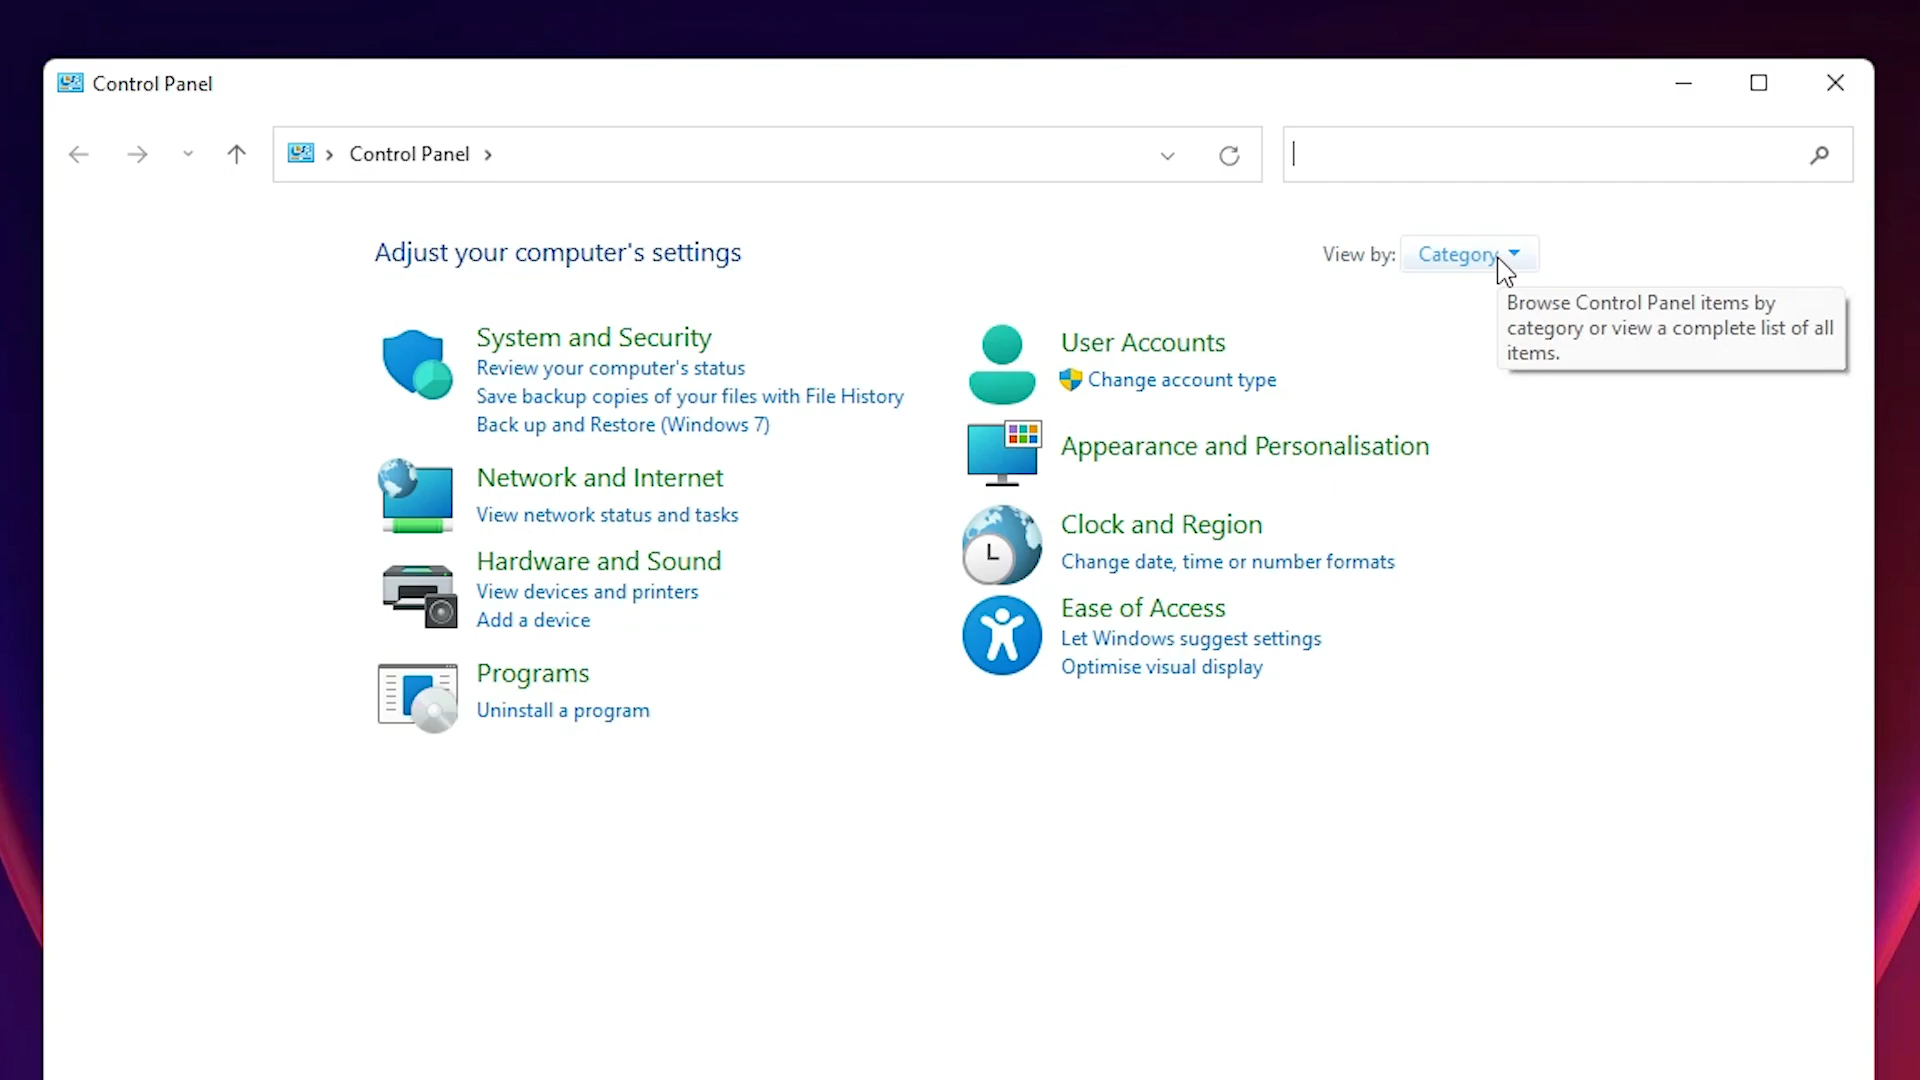 Control Panel
Control Panel
Adjust your computer's settings
View by: Category
Browse Control Panel items by
category or view a complete list of all
items.
System and Security
Review your computer's status
Save backup copies of your files with File History
Back up and Restore (Windows 7)
Network and Internet
View network status and tasks
Hardware and Sound
View devices and printers
Add a device
Programs
Uninstall a program
User Accounts
Change account type
Appearance and Personalisation
Clock and Region
Change date, time or number formats
Ease of Access
Let Windows suggest settings
Optimise visual display